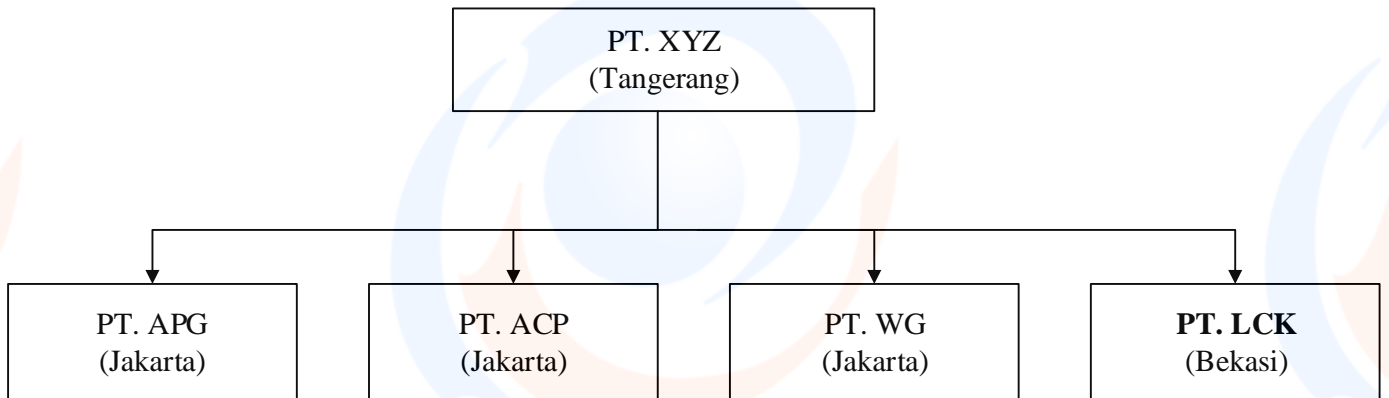 PT. XYZ
(Tangerang)
PT. APG
(Jakarta)
PT. ACP
(Jakarta)
PT. WG
(Jakarta)
PT. LCK
(Bekasi)